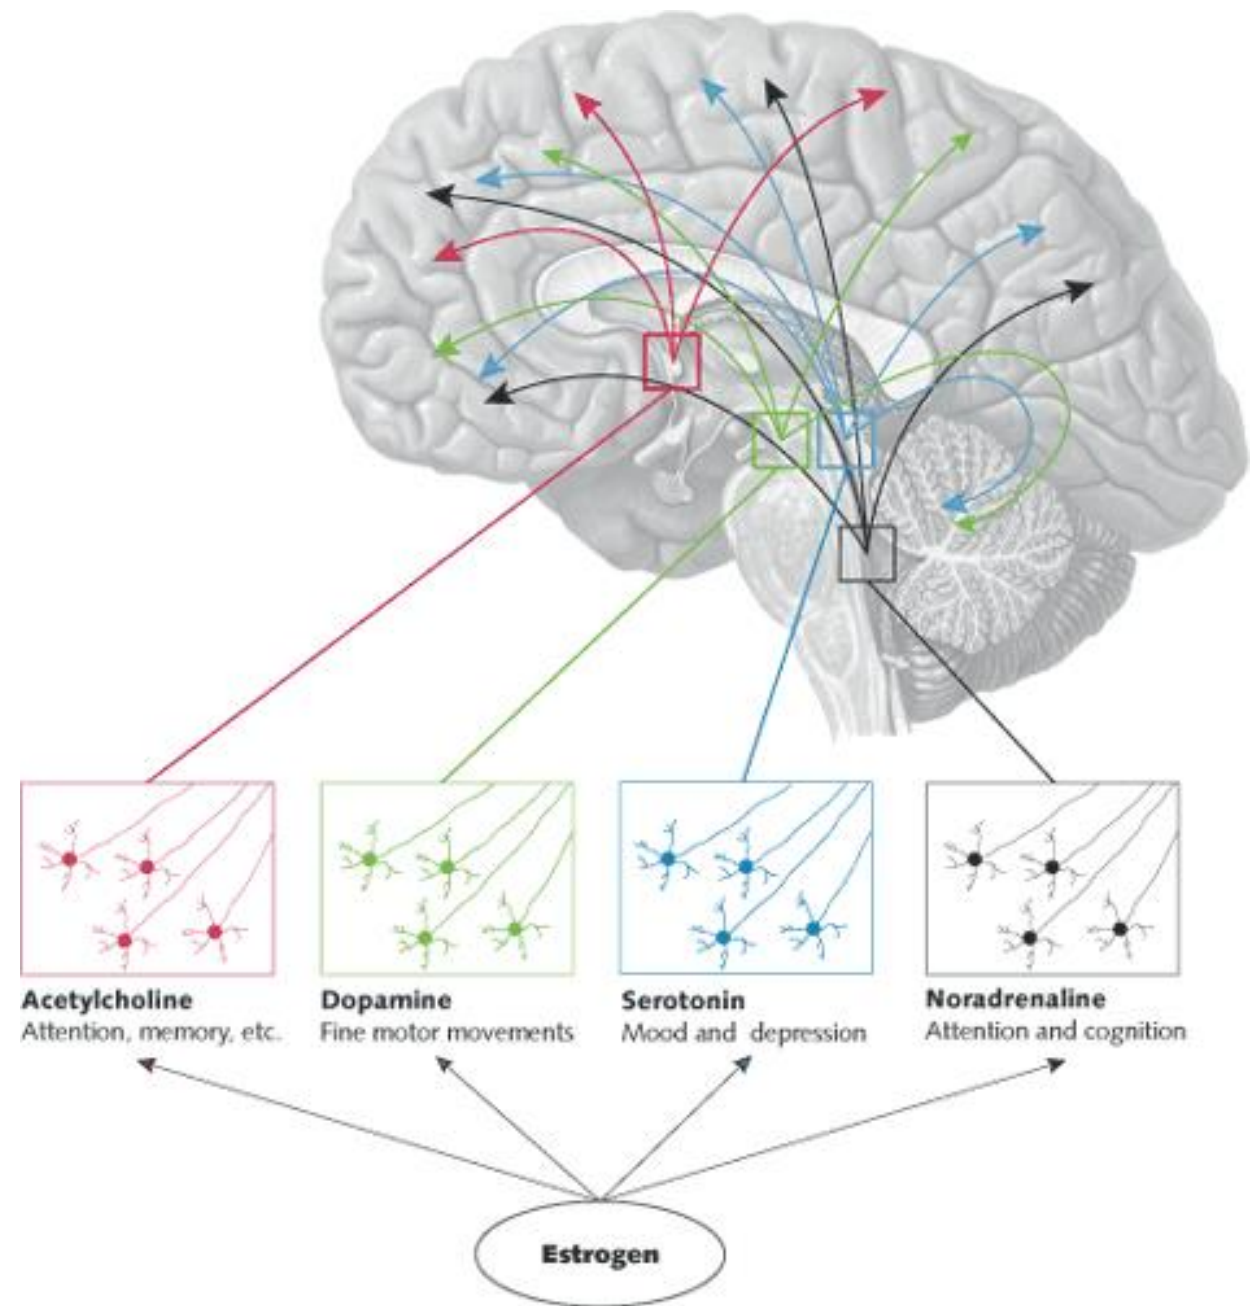 Acetylcholine
Attention, memory, etc.
Dopamine
Fine motor movements
Serotonin
Mood and depression
Noradrenaline
Attention and cognition
Estrogen